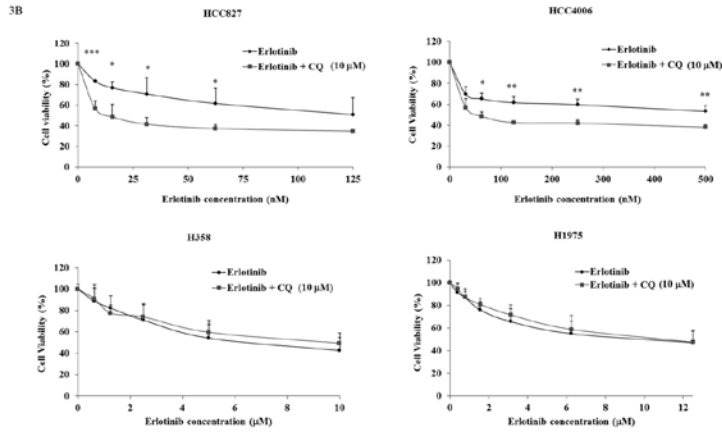 3B
HCC827
120
100
80
60
40
20
0
Cell viability (%)
***
*
*
*
Erlotinib
Erlotinib + CQ (10 μM)
0 25 50 75 100 125
Erlotinib concentration (nM)
HCC4006
120
100
80
60
40
20
0
Cell Viability (%)
*
**
**
**
Erlotinib
Erlotinib + CQ (10 μM)
0 100 200 300 400 500
Erlotinib concentration (nM)
H358
120
100
80
60
40
20
0
Cell Viability (%)
Erlotinib
Erlotinib + CQ (10 μM)
0 2 4 6 8 10
Erlotinib concentration (μM)
H1975
120
100
80
60
40
20
0
Cell Viability (%)
Erlotinib
Erlotinib + CQ (10 μM)
0 2 4 6 8 10 12
Erlotinib concentration (μM)